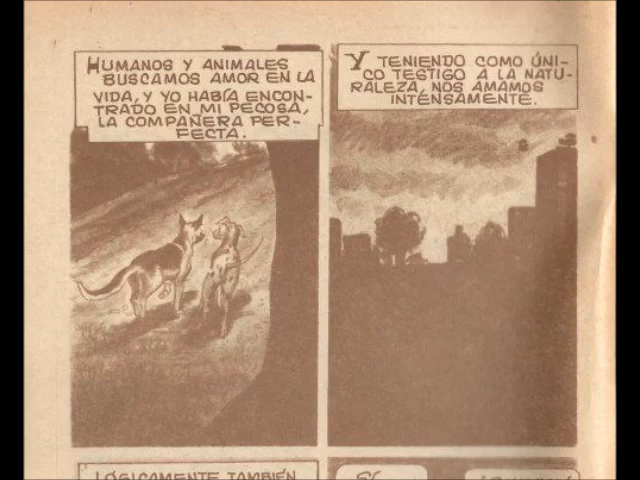 HUMANOS Y ANIMALES
BUSCAMOS AMOR EN LA
VIDA, Y YO HABÍA ENCON-
TRADO EN MI PECOSA,
LA COMPAÑERA PER-
FECTA.
Y TENIENDO COMO ÚNI-
CO TESTIGO A LA NATU-
RALEZA, NOS AMAMOS
INTENSAMENTE.
LÓGICAMENTE TAMBIÉN